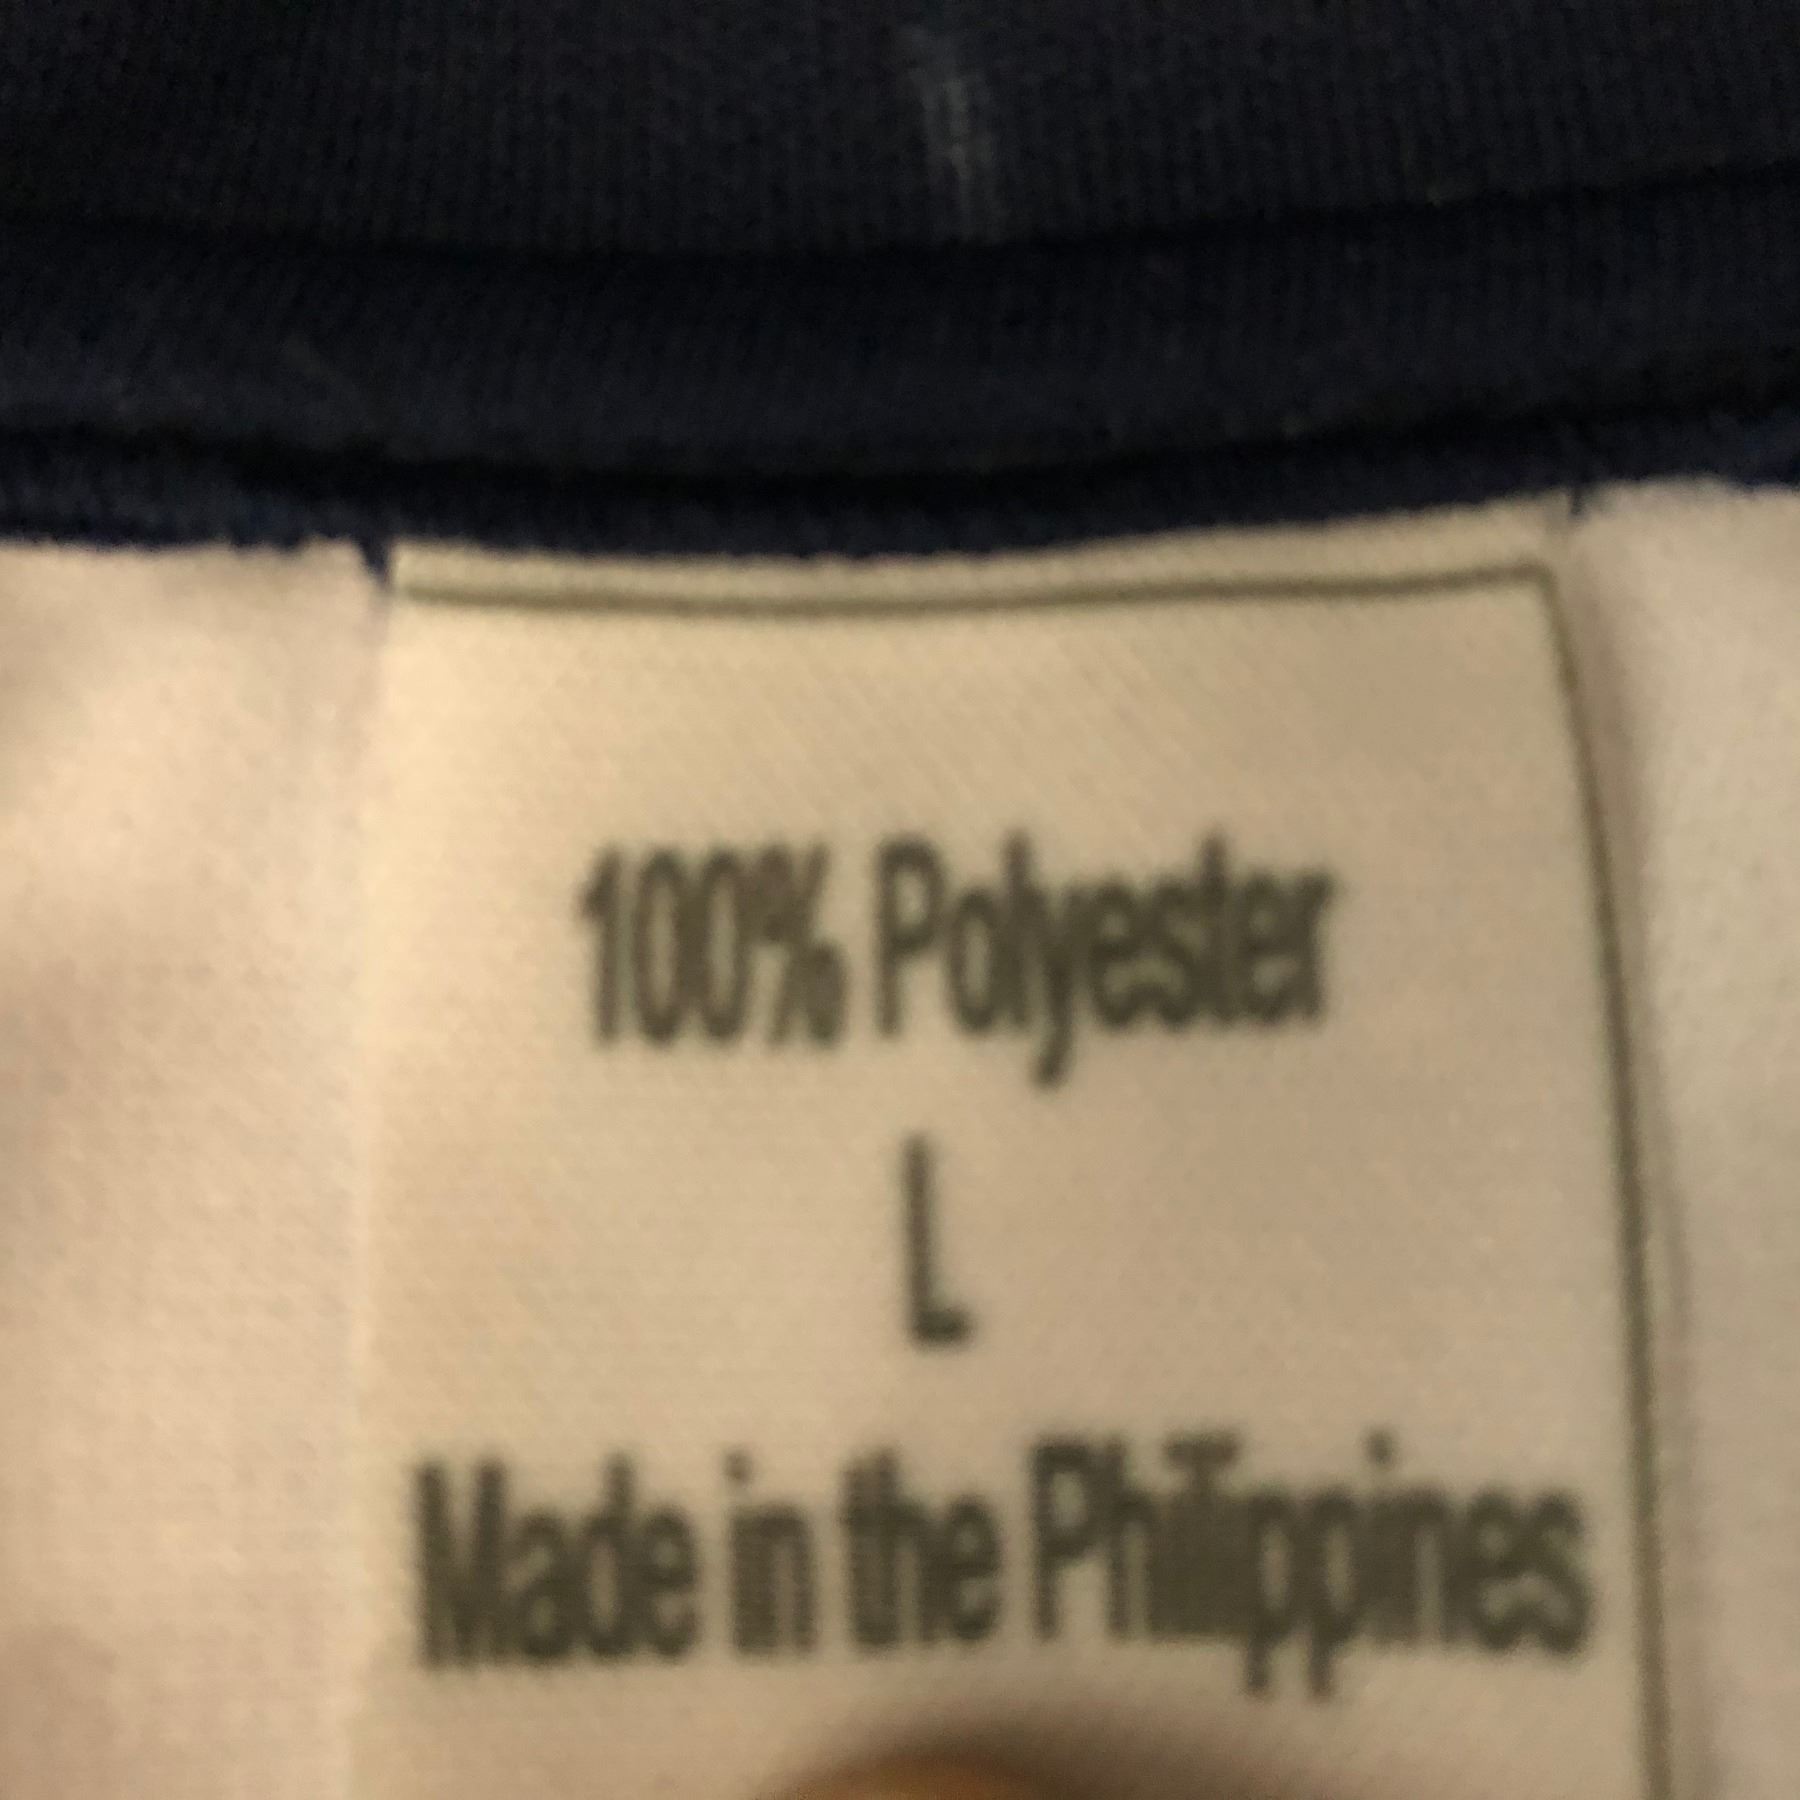 100% Polyester
L
Made in the Philippines